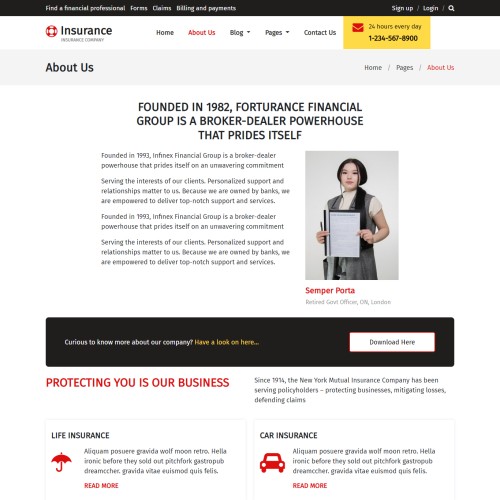 Find a financial professional Forms Claims Billing and payments Sign up / Login /
Insurance
INSURANCE COMPANY
Home About Us Blog Pages Contact Us
24 hours every day
1-234-567-8900
About Us
Home / Pages / About Us
FOUNDED IN 1982, FORTURANCE FINANCIAL
GROUP IS A BROKER-DEALER POWERHOUSE
THAT PRIDES ITSELF
Founded in 1993, Infinex Financial Group is a broker-dealer
powerhouse that prides itself on an unwavering commitment
Serving the interests of our clients. Personalized support and
relationships matter to us. Because we are owned by banks, we
are empowered to deliver top-notch support and services.
Founded in 1993, Infinex Financial Group is a broker-dealer
powerhouse that prides itself on an unwavering commitment
Serving the interests of our clients. Personalized support and
relationships matter to us. Because we are owned by banks, we
are empowered to deliver top-notch support and services.
Semper Porta
Retired Govt Officer, ON, London
Curious to know more about our company? Have a look on here...
Download Here
PROTECTING YOU IS OUR BUSINESS
Since 1914, the New York Mutual Insurance Company has been
serving policyholders – protecting businesses, mitigating losses,
defending claims
LIFE INSURANCE
Aliquam posuere gravida wolf moon retro. Hella
ironic before they sold out pitchfork gastropub
dreamccher. gravida vitae euismod quis felis.
READ MORE
CAR INSURANCE
Aliquam posuere gravida wolf moon retro. Hella
ironic before they sold out pitchfork gastropub
dreamccher. gravida vitae euismod quis felis.
READ MORE